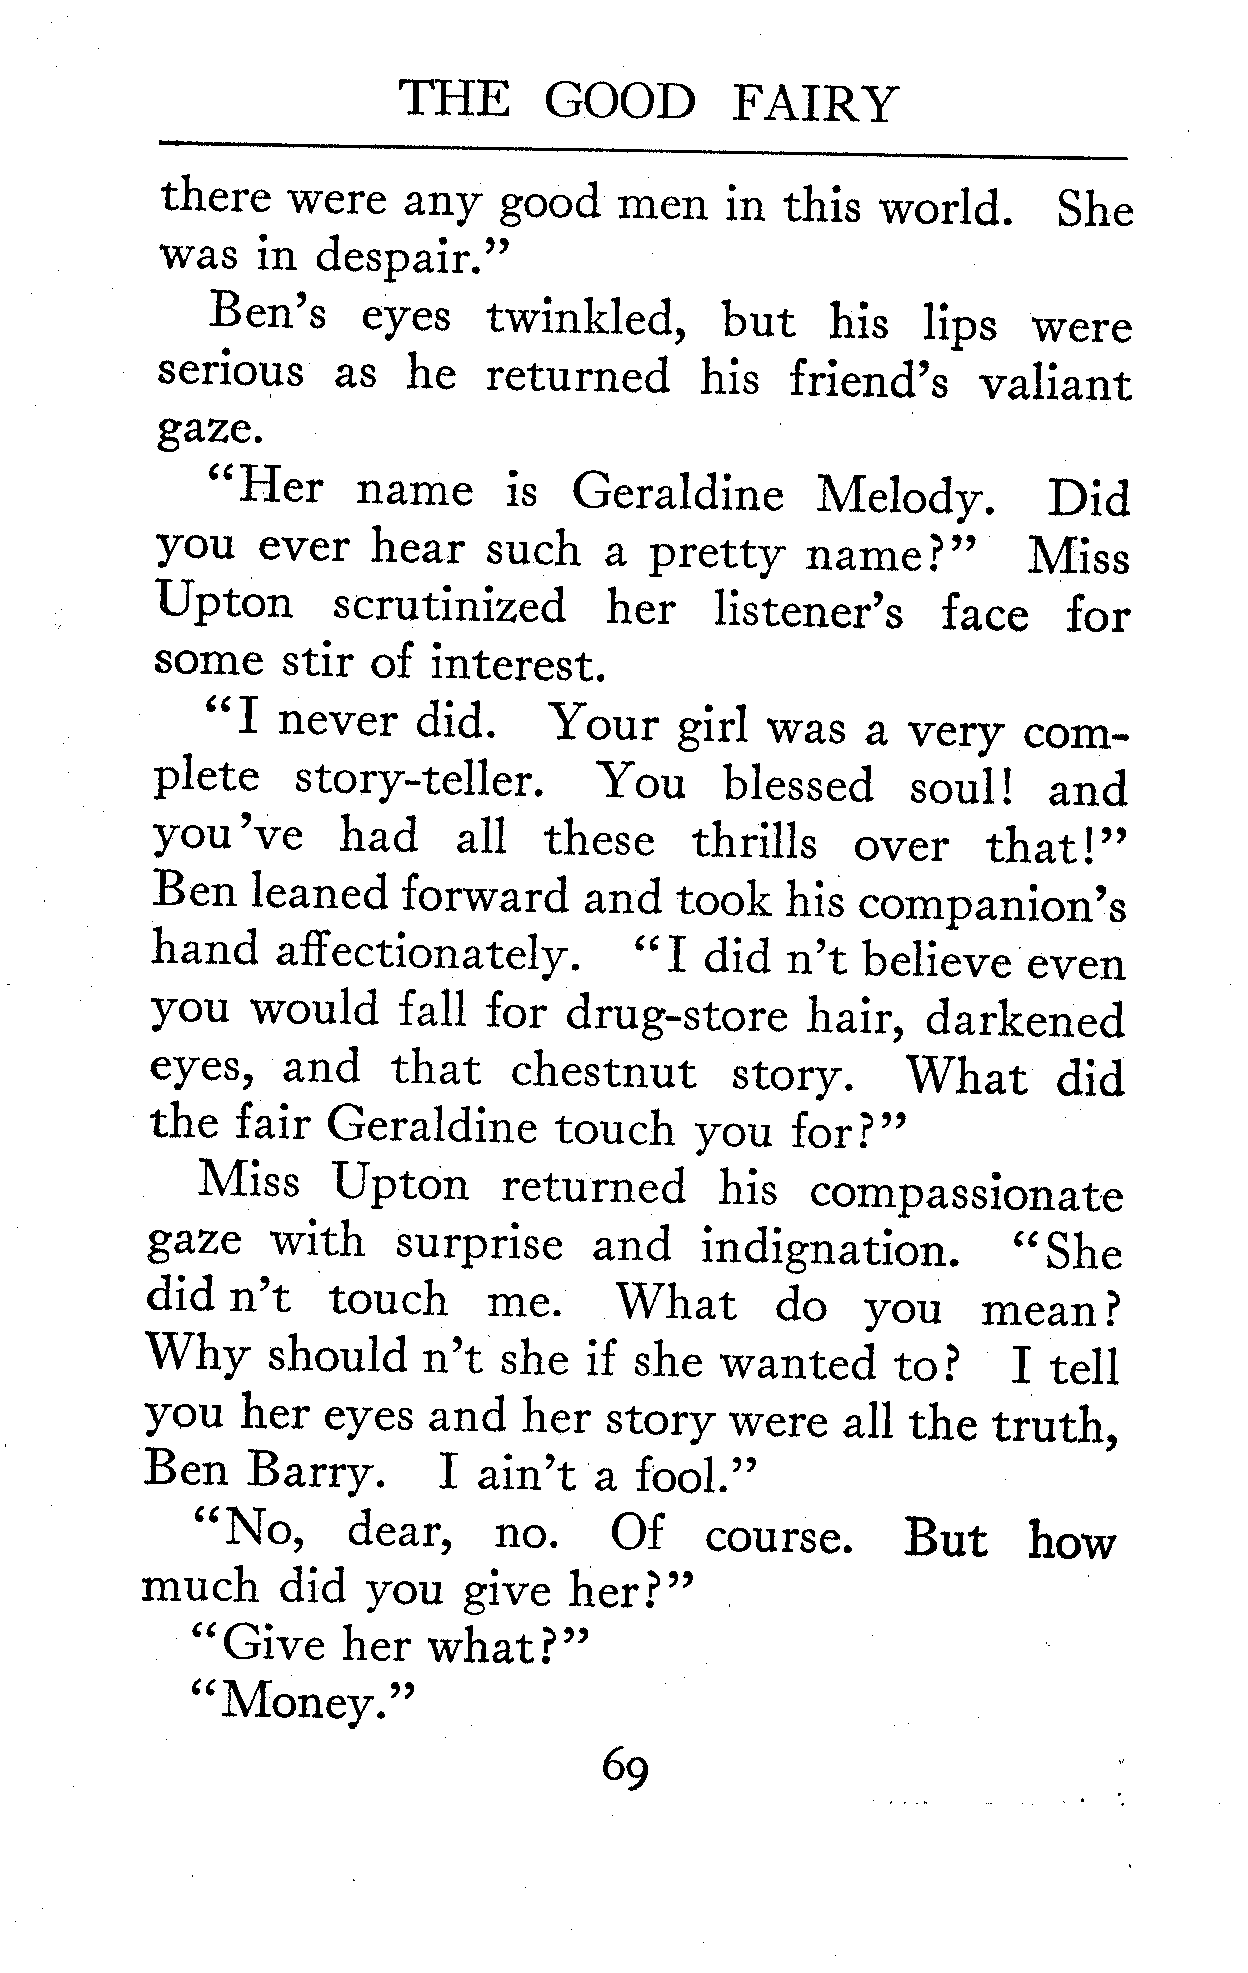 THE GOOD FAIRY
there were any good men in this world. She
was in despair.”
Ben’s eyes twinkled, but his lips were
serious as he returned his friend’s valiant
gaze.
“Her name is Geraldine Melody. Did
you ever hear such a pretty name?” Miss
Upton scrutinized her listener’s face for
some stir of interest.
“I never did. Your girl was a very com-
plete story-teller. You blessed soul! and
you’ve had all these thrills over that!”
Ben leaned forward and took his companion’s
hand affectionately. “I did n’t believe even
you would fall for drug-store hair, darkened
eyes, and that chestnut story. What did
the fair Geraldine touch you for?”
Miss Upton returned his compassionate
gaze with surprise and indignation. “She
did n’t touch me. What do you mean?
Why should n’t she if she wanted to? I tell
you her eyes and her story were all the truth,
Ben Barry. I ain’t a fool.”
“No, dear, no. Of course. But how
much did you give her?”
“Give her what?”
“Money.”
69